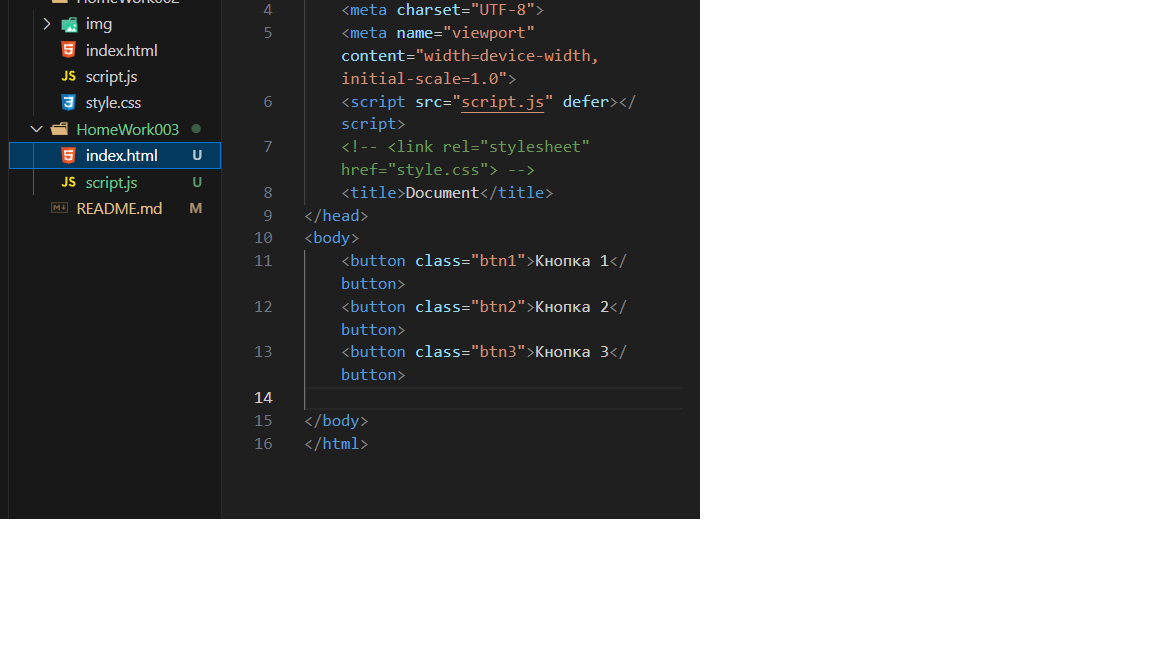 HomeWork002
img
index.html
script.js
style.css
HomeWork003
index.html U
script.js U
README.md M
4 <meta charset="UTF-8">
5 <meta name="viewport"
content="width=device-width,
initial-scale=1.0">
6 <script src="script.js" defer></
script>
7 <!-- <link rel="stylesheet"
href="style.css"> -->
8 <title>Document</title>
9 </head>
10 <body>
11 <button class="btn1">Кнопка 1</
button>
12 <button class="btn2">Кнопка 2</
button>
13 <button class="btn3">Кнопка 3</
button>
14
15 </body>
16 </html>